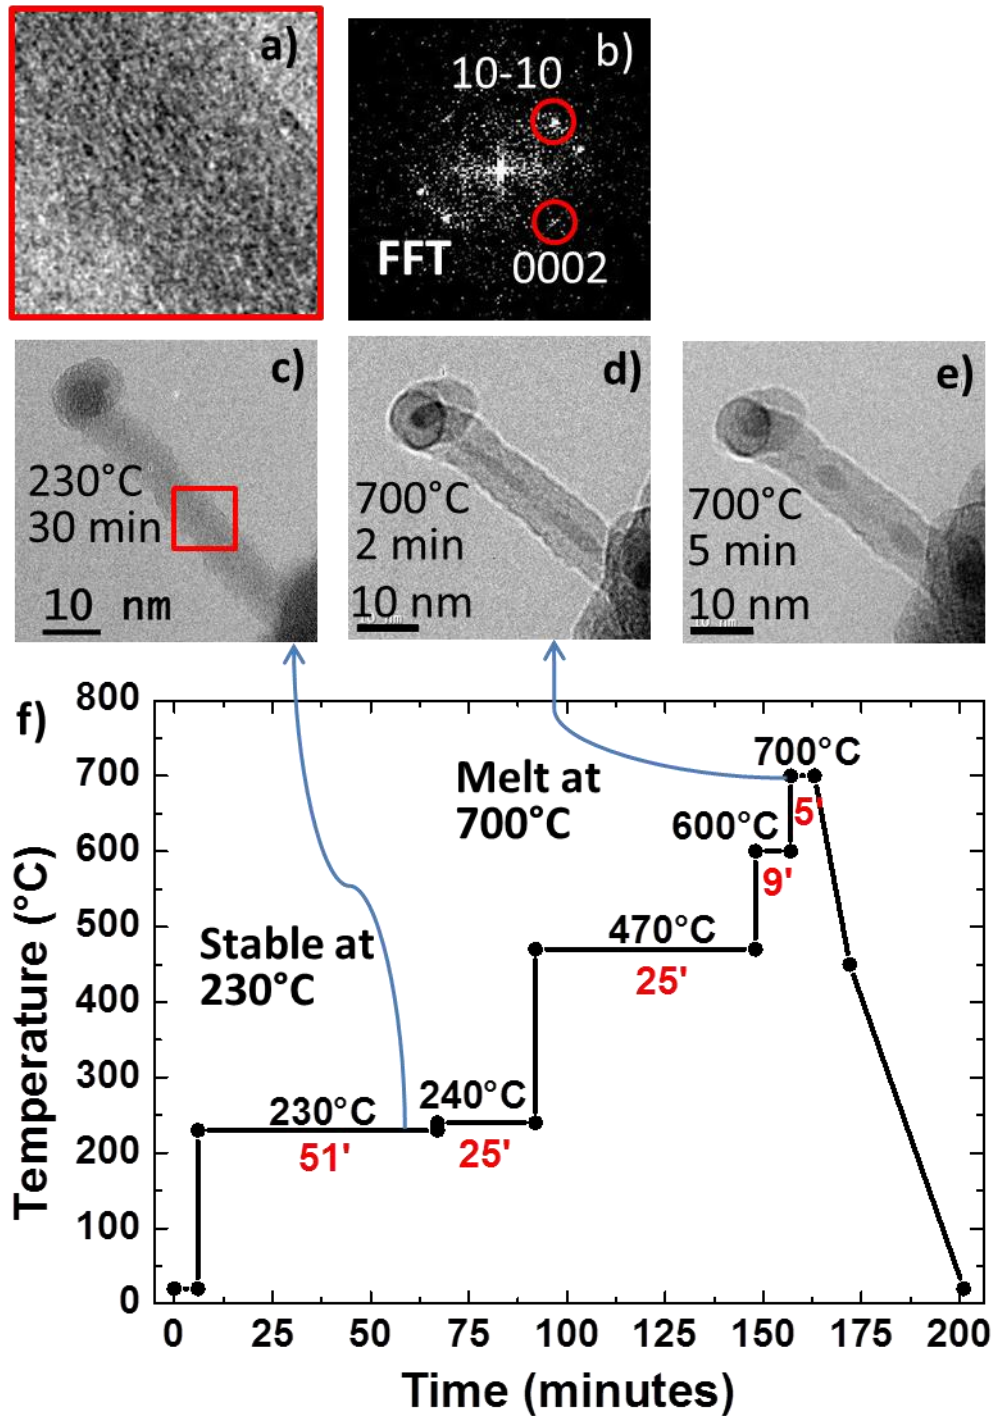 a)
b)
10-10
FFT
0002
c)
230°C
30 min
10 nm
d)
700°C
2 min
10 nm
e)
700°C
5 min
10 nm
f)
800
700
600
500
400
300
200
100
0
Temperature (°C)
700°C
5'
Melt at
700°C
600°C
9'
Stable at
230°C
470°C
25'
240°C
25'
230°C
51'
0 25 50 75 100 125 150 175 200
Time (minutes)